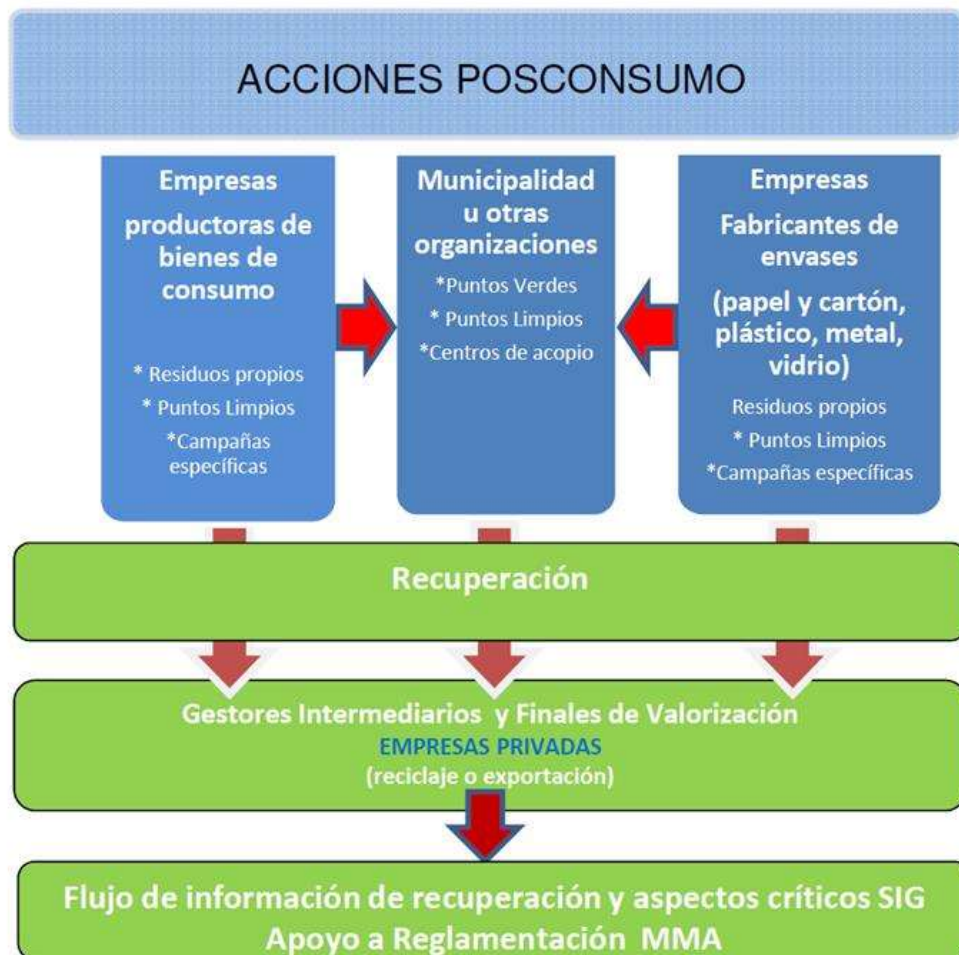 ACCIONES POSCONSUMO
Empresas
productoras de
bienes de
consumo
* Residuos propios
* Puntos Limpios
*Campañas
específicas
Municipalidad
u otras
organizaciones
*Puntos Verdes
* Puntos Limpios
*Centros de acopio
Empresas
Fabricantes de
envases
(papel y cartón,
plástico, metal,
vidrio)
Residuos propios
* Puntos Limpios
*Campañas específicas
Recuperación
Gestores Intermediarios y Finales de Valorización
EMPRESAS PRIVADAS
(reciclaje o exportación)
Flujo de información de recuperación y aspectos críticos SIG
Apoyo a Reglamentación MMA